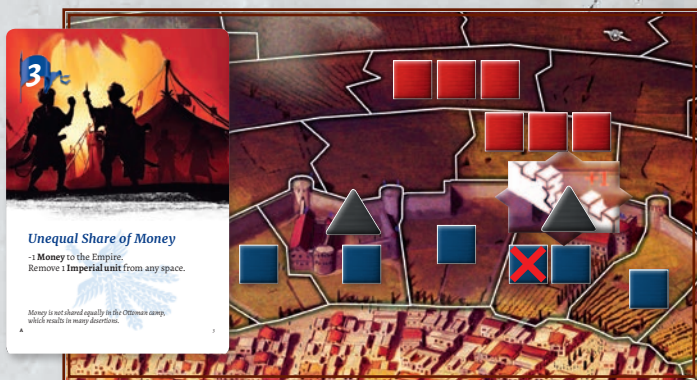 3
Unequal Share of Money
-1 Money to the Empire.
Remove 1 Imperial unit from any space.
Money is not shared equally in the Ottoman camp,
which results in many desertions.
A
+1